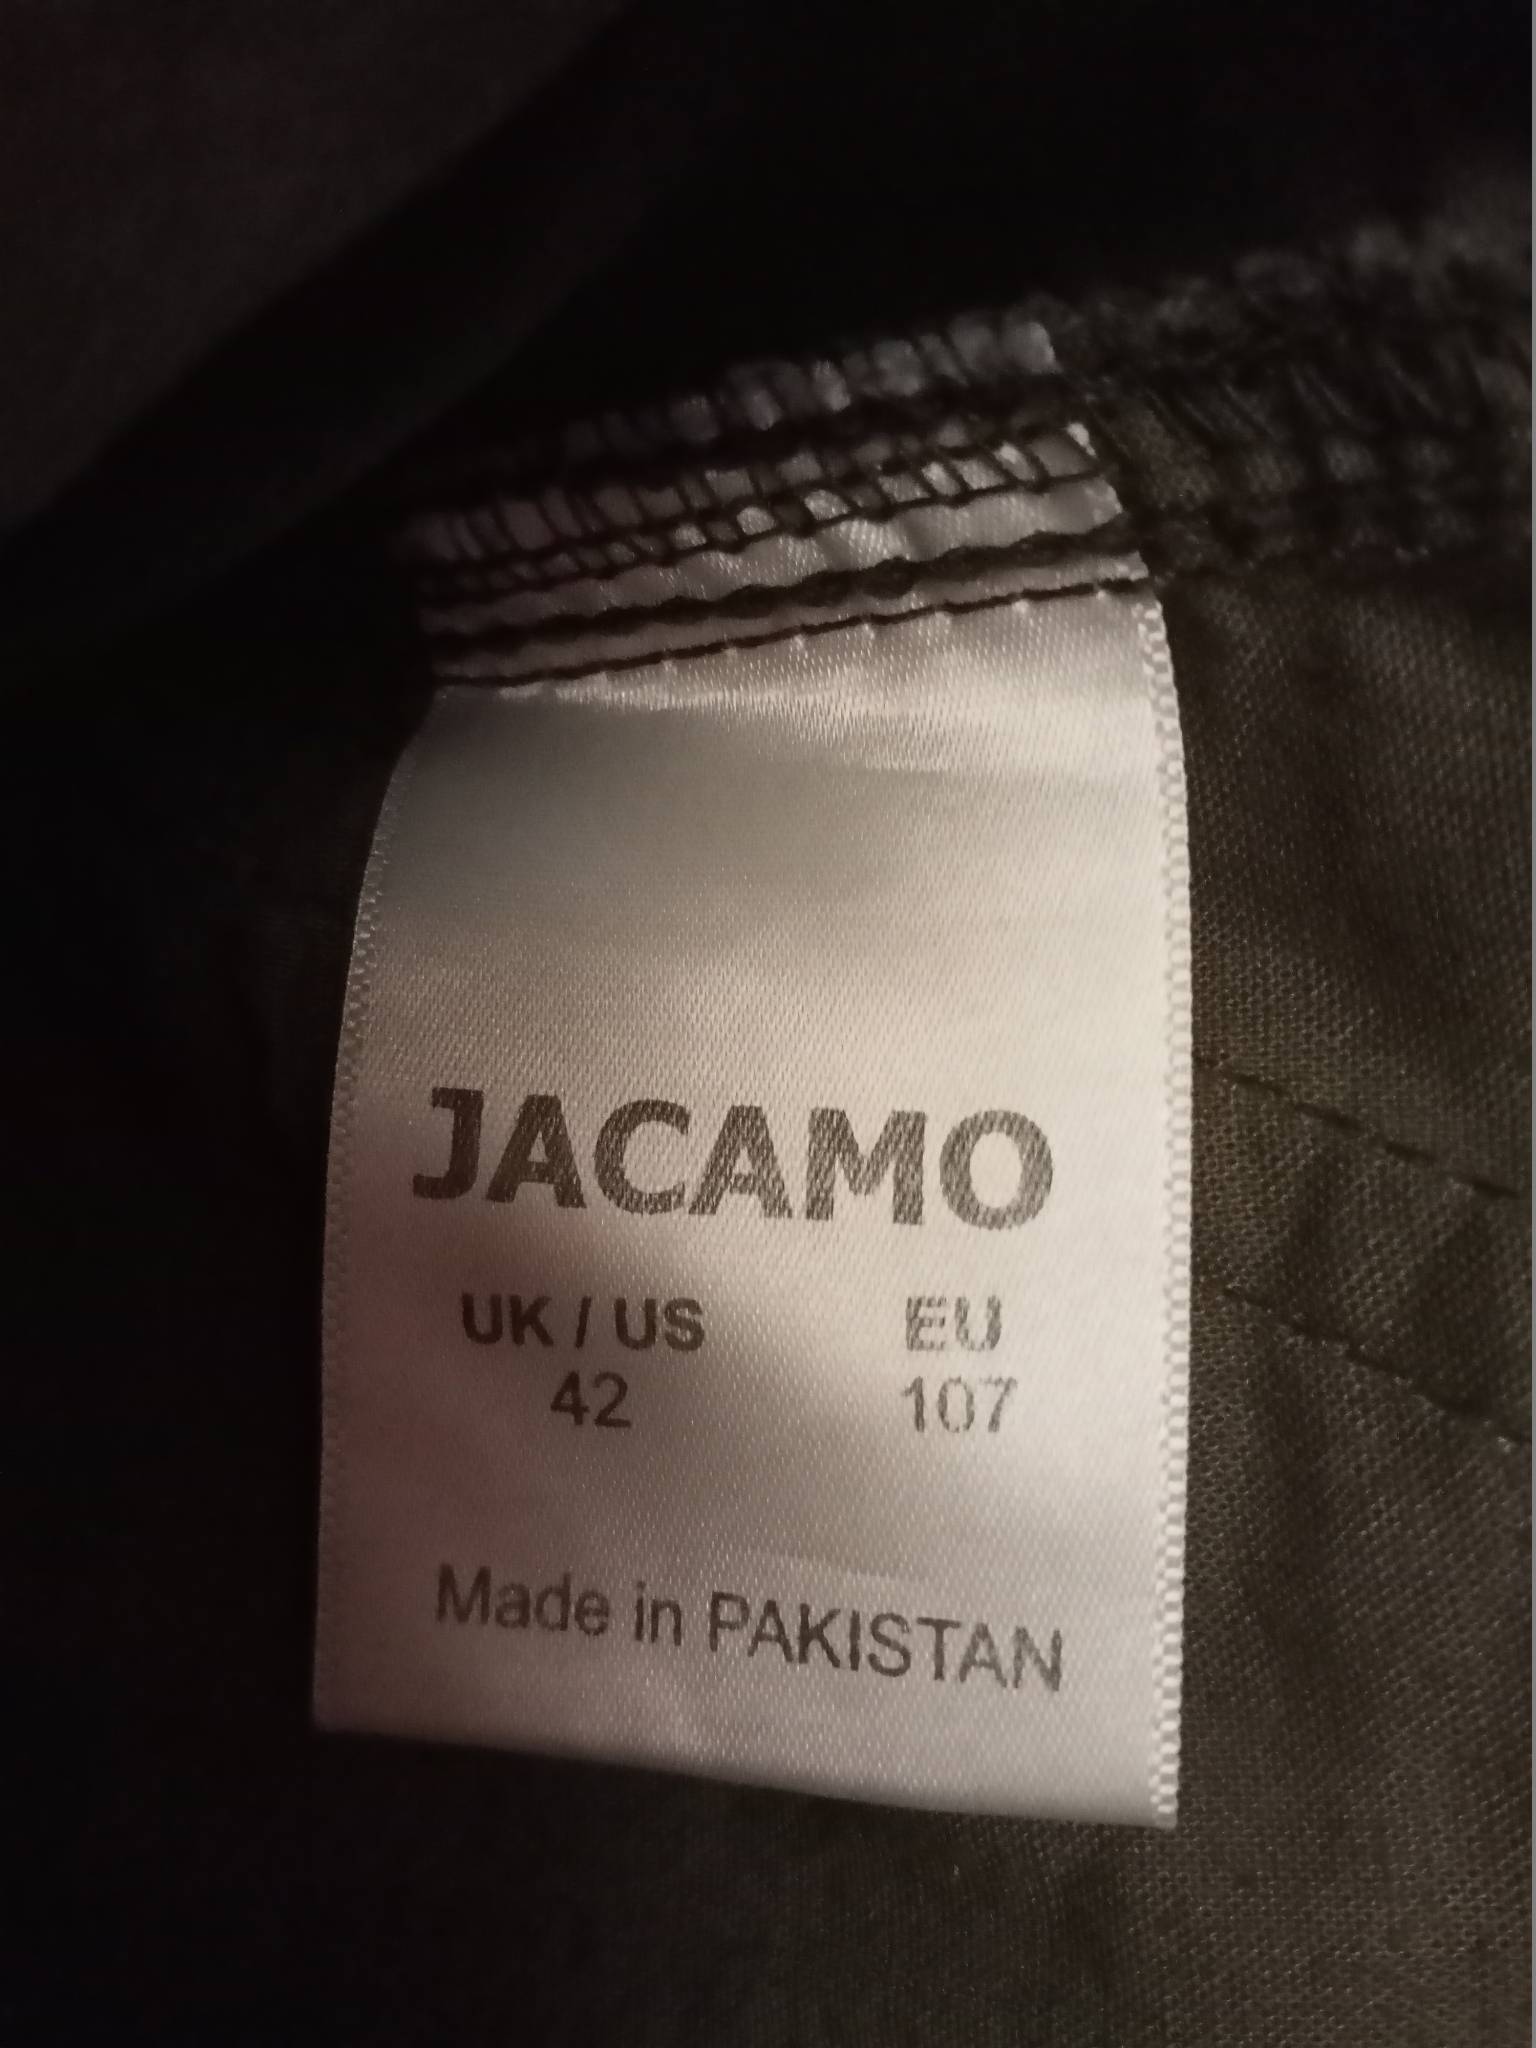 JACAMO
UK / US EU
42 107
Made in PAKISTAN